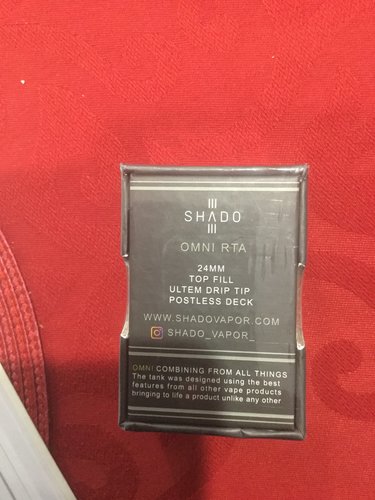 SHADO
OMNI RTA
24MM
TOP FILL
ULTEM DRIP TIP
POSTLESS DECK
WWW.SHADOVAPOR.COM
SHADO_VAPOR_
OMNI COMBINING FROM ALL THINGS
The tank was designed using the best
features from all other vape products
bringing to life a product unlike any other